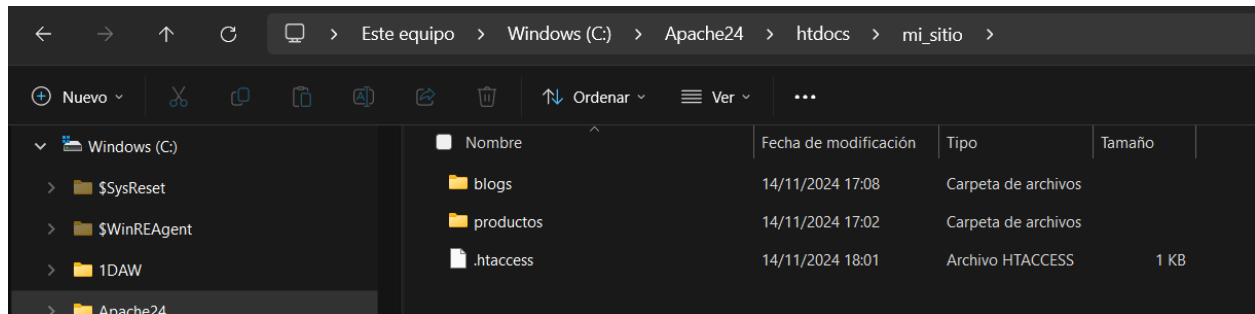 Este equipo > Windows (C:) > Apache24 > htdocs > mi_sitio >
Nuevo Ordenar Ver ...
Windows (C:) Nombre Fecha de modificación Tipo Tamaño
$SysReset blogs 14/11/2024 17:08 Carpeta de archivos
$WinREAgent productos 14/11/2024 17:02 Carpeta de archivos
1DAW .htaccess 14/11/2024 18:01 Archivo HTACCESS 1 KB
Apache24